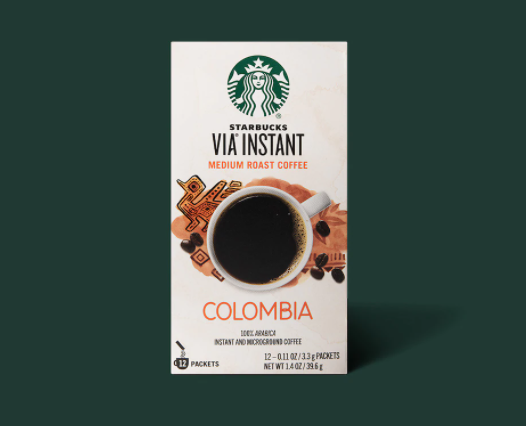 STARBUCKS
VIA® INSTANT
MEDIUM ROAST COFFEE
COLOMBIA
100% ARABICA
INSTANT AND MICROGROUND COFFEE
12 – 0.11 OZ / 3.3 g PACKETS
NET WT 1.4 OZ / 39.6 g
12 PACKETS